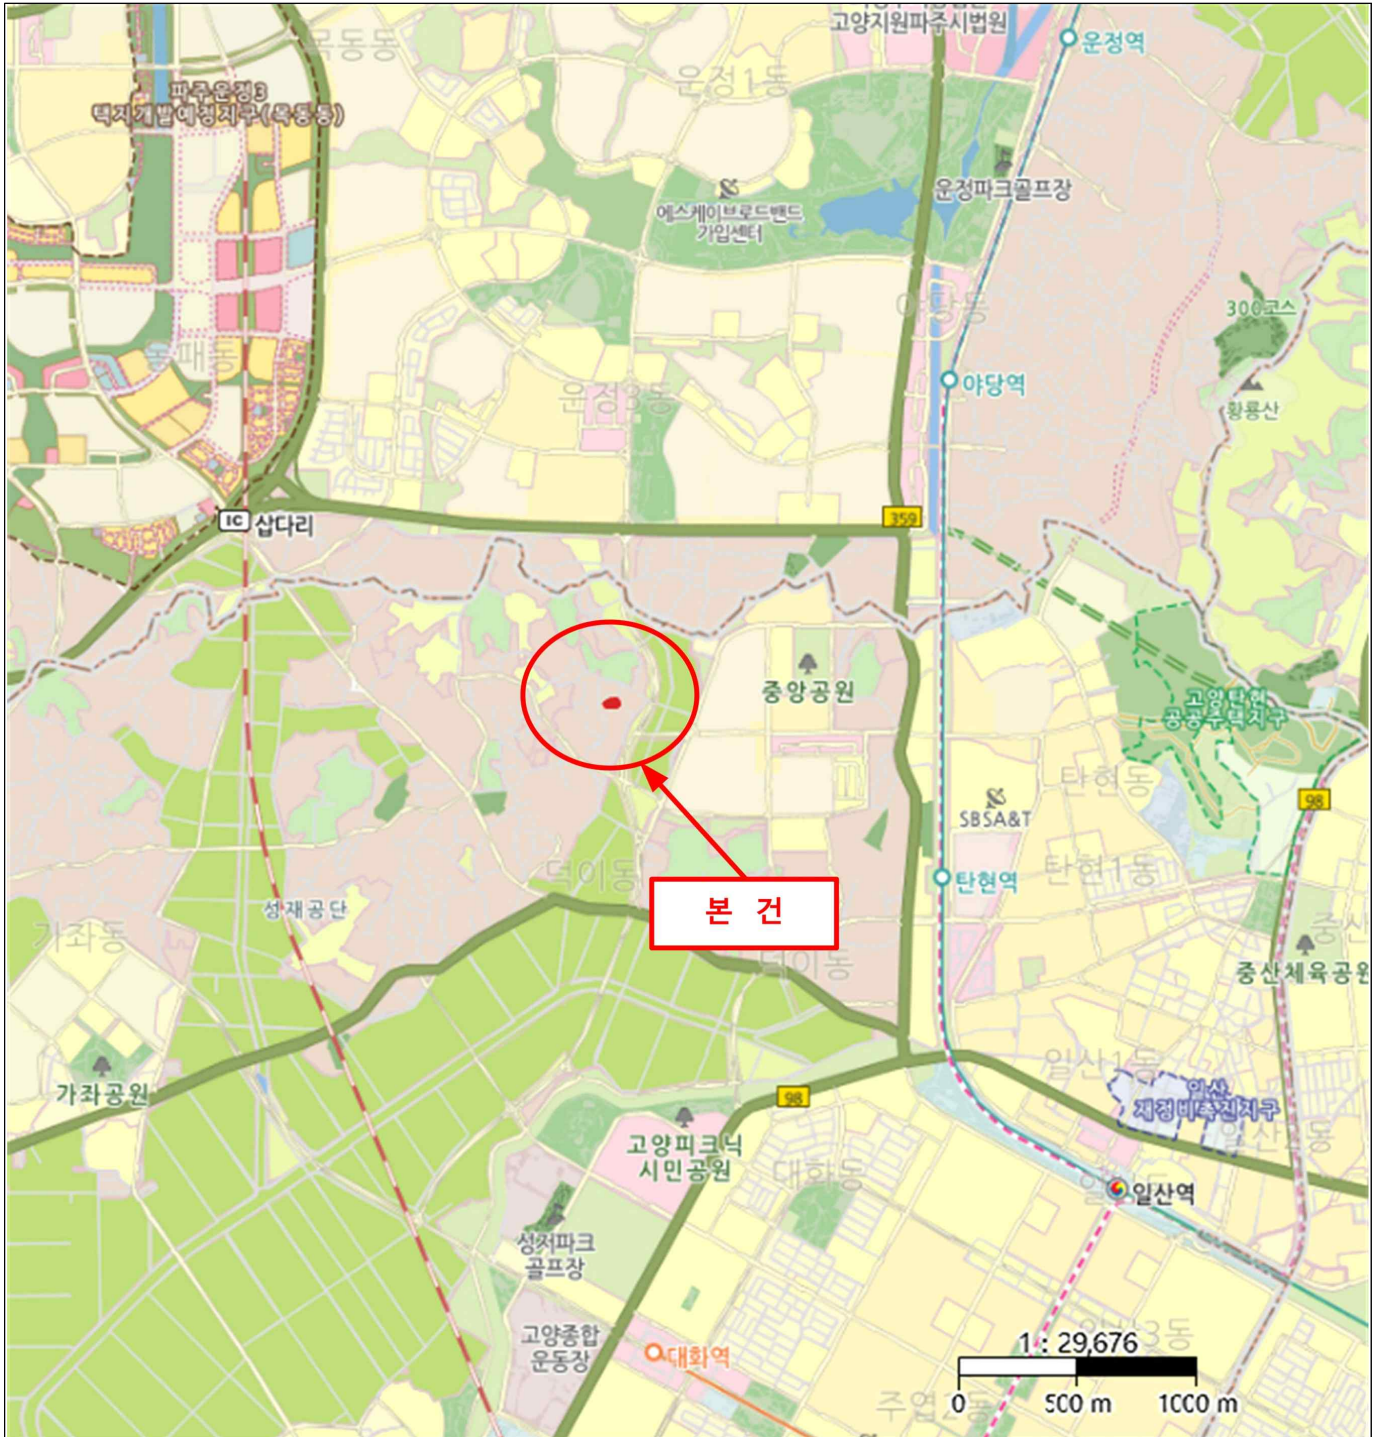 고양지원파주시법원
운정역
목동동
운정1동
파주운정3
택지개발예정지구(목동동)
운정파크골프장
에스케이브로드밴드
가입센터
300코스
야당동
목패동
야당역
운정3동
황룡산
359
IC 삽다리
중앙공원
고양탄현
공공주택지구
탄현동
98
SBSA&T
덕이동
탄현1동
탄현역
본 건
성재공단
가좌동
중산
덕이동
중산체육공원
일산1동
가좌공원
98
일산
재정비촉진지구
고양피크닉
시민공원
대화동
일산역
성저파크
골프장
고양종합
운동장
대화역
1 : 29,676
0 500 m 1000 m
주엽2동